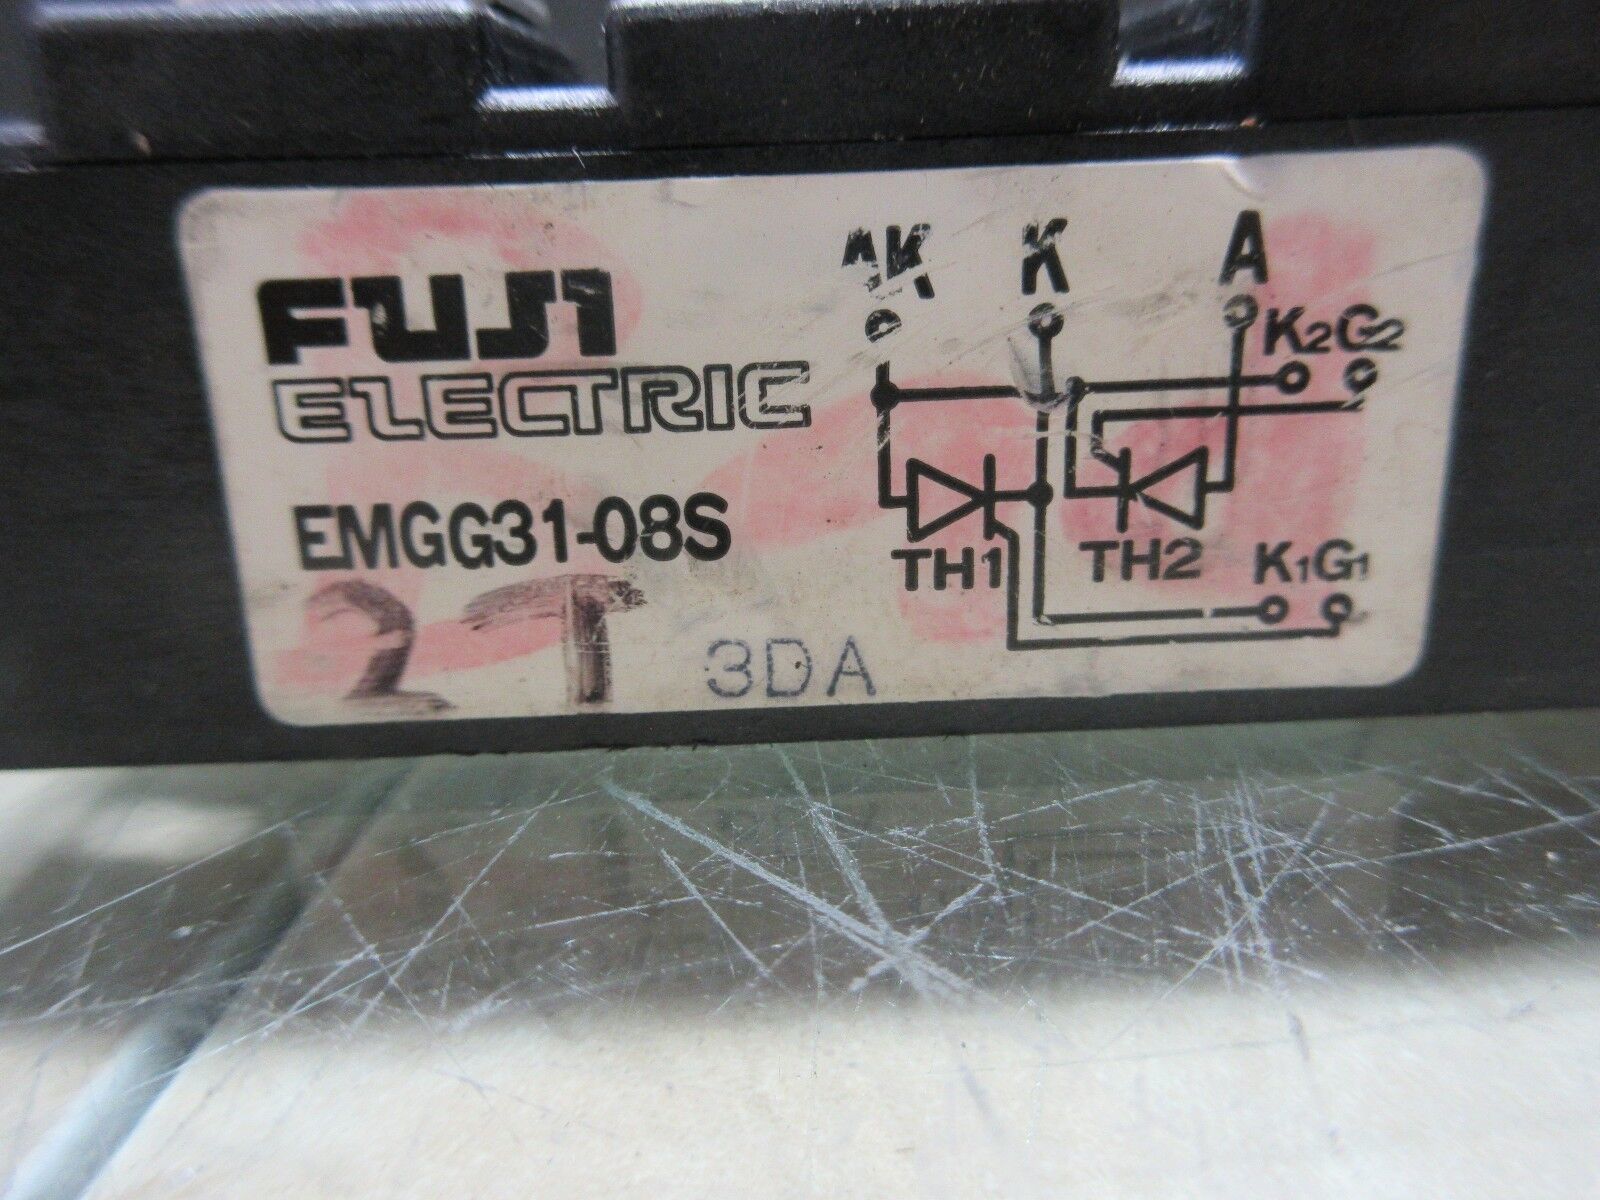 FUJI
ELECTRIC
EMGG31-08S
2T
3DA
AK K A
K2G2
TH1 TH2 K1G1